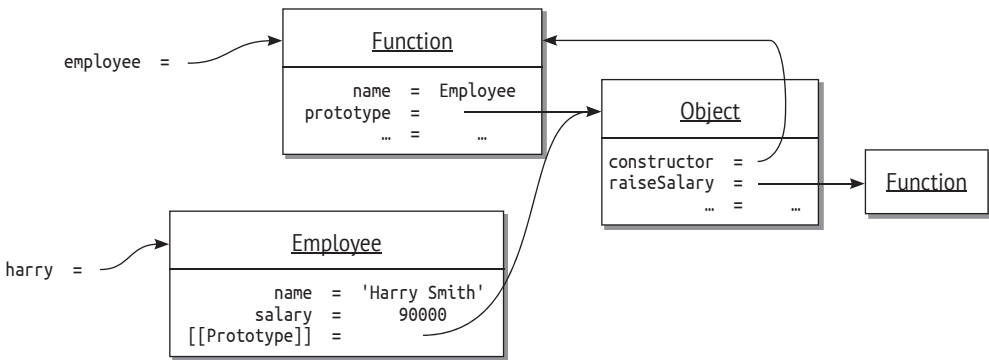 employee =
Function
name = Employee
prototype =
… = …
Object
constructor =
raiseSalary =
… = …
Function
harry =
Employee
name = 'Harry Smith'
salary = 90000
[[Prototype]] =